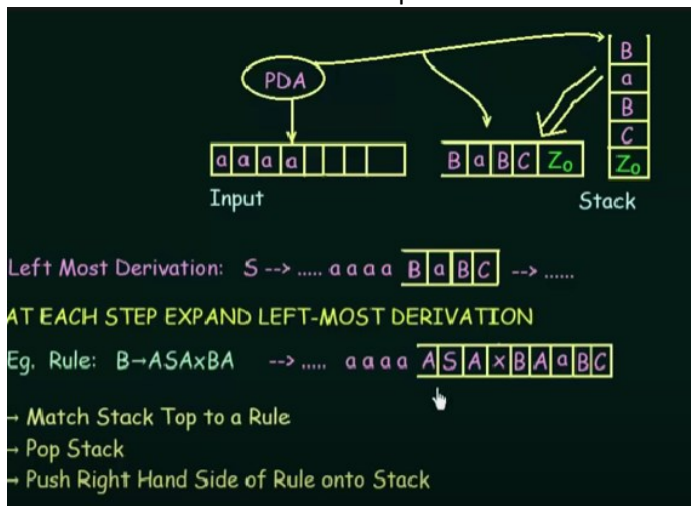 B
PDA
a
B
C
a a a a
B a B C Z₀
Z₀
Input
Stack
Left Most Derivation: S --> ..... a a a a B a B C --> ......
AT EACH STEP EXPAND LEFT-MOST DERIVATION
Eg. Rule: B→ASAxBA --> ..... a a a a A S A x B A a B C
→ Match Stack Top to a Rule
→ Pop Stack
→ Push Right Hand Side of Rule onto Stack